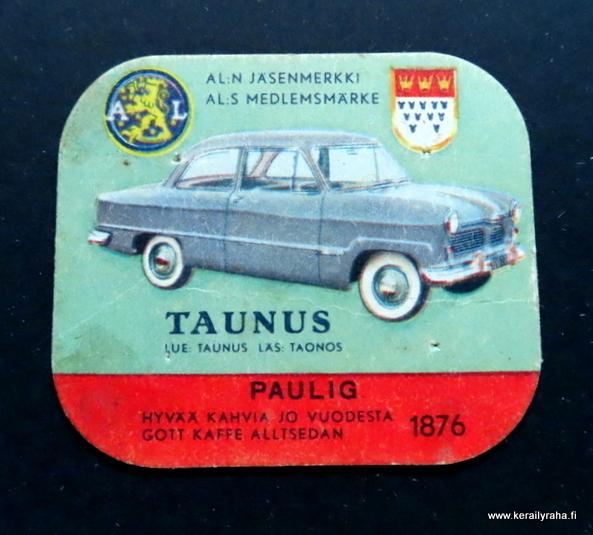 AL:N JÄSENMERKKI
AL:S MEDLEMSMÄRKE
A L
TAUNUS
LUE: TAUNUS LÄS: TAONOS
PAULIG
HYVÄÄ KAHVIA JO VUODESTA
GOTT KAFFE ALLTSEDAN
1876
www.kerailyraha.fi